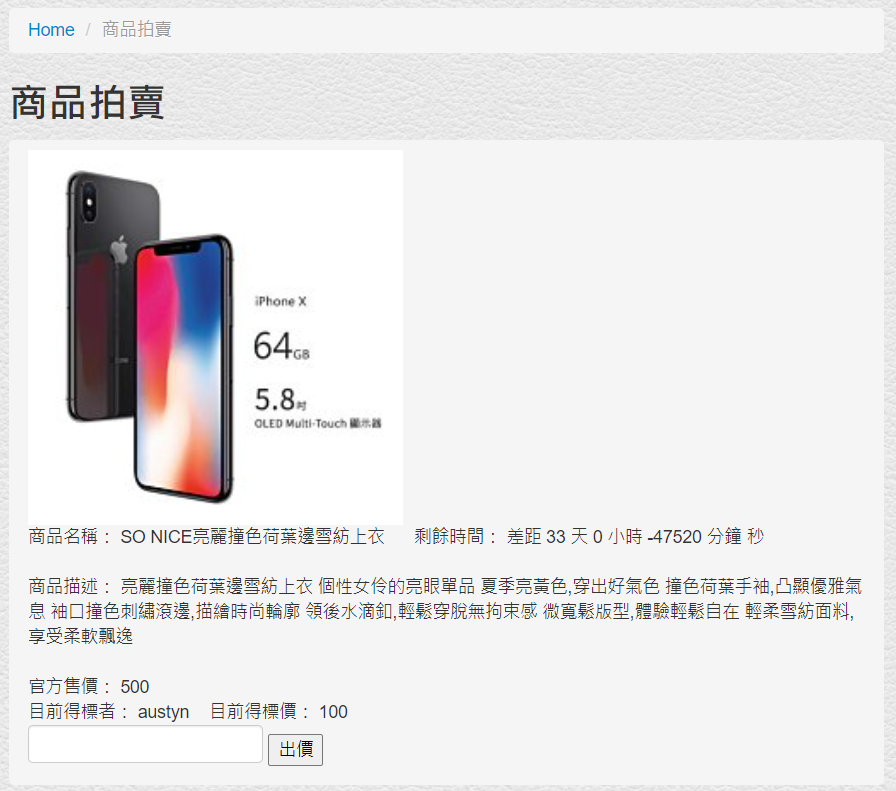 Home / 商品拍賣
商品拍賣
iPhone X
64GB
5.8吋
OLED Multi-Touch 顯示器
商品名稱： SO NICE亮麗撞色荷葉邊雪紡上衣 剩餘時間： 差距 33 天 0 小時 -47520 分鐘 秒
商品描述： 亮麗撞色荷葉邊雪紡上衣 個性女伶的亮眼單品 夏季亮黃色,穿出好氣色 撞色荷葉手袖,凸顯優雅氣
息 袖口撞色刺繡滾邊,描繪時尚輪廓 領後水滴釦,輕鬆穿脫無拘束感 微寬鬆版型,體驗輕鬆自在 輕柔雪紡面料,
享受柔軟飄逸
官方售價： 500
目前得標者： austyn 目前得標價： 100
出價